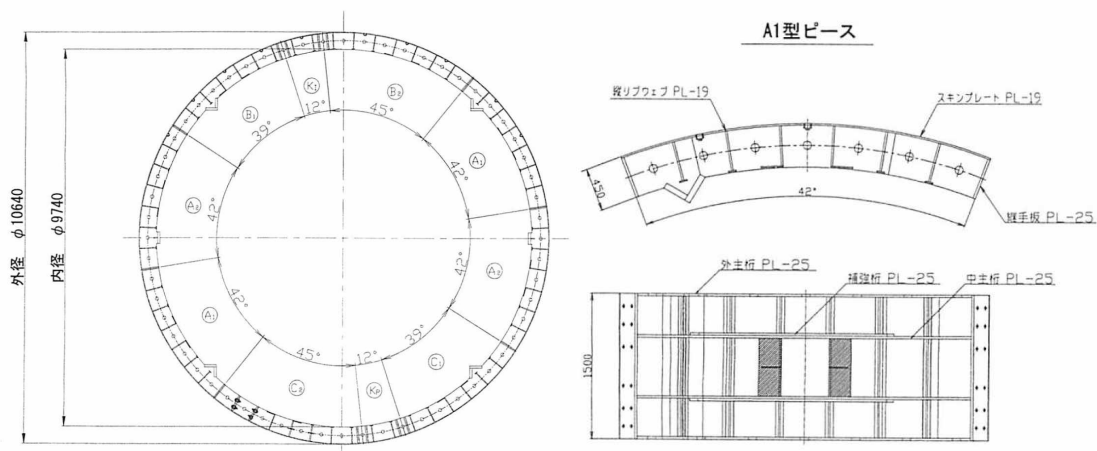 A1型ピース
外径 φ10640
内径 φ9740
K₁
B₂
B₁
12°
45°
39°
42°
A₁
A₂
42°
42°
A₂
42°
A₁
39°
45°
12°
C₁
C₂
縦リブウェブ PL-19
スキンプレート PL-19
450
42°
継手板 PL-25
外主桁 PL-25
補強桁 PL-25
中主桁 PL-25
1500